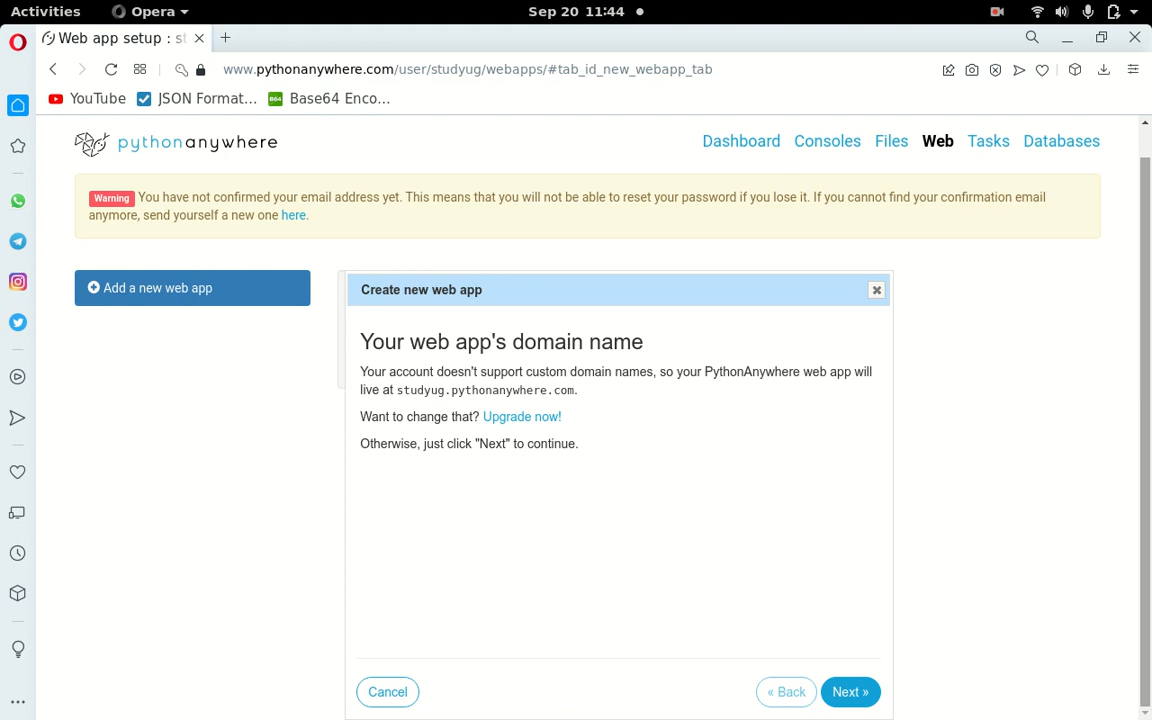 Activities Opera Sep 20 11:44
Web app setup : st
www.pythonanywhere.com/user/studyug/webapps/#tab_id_new_webapp_tab
YouTube JSON Format... B64 Base64 Enco...
pythonanywhere Dashboard Consoles Files Web Tasks Databases
Warning You have not confirmed your email address yet. This means that you will not be able to reset your password if you lose it. If you cannot find your confirmation email
anymore, send yourself a new one here.
Add a new web app
Create new web app
Your web app's domain name
Your account doesn't support custom domain names, so your PythonAnywhere web app will
live at studyug.pythonanywhere.com.
Want to change that? Upgrade now!
Otherwise, just click "Next" to continue.
Cancel « Back Next »